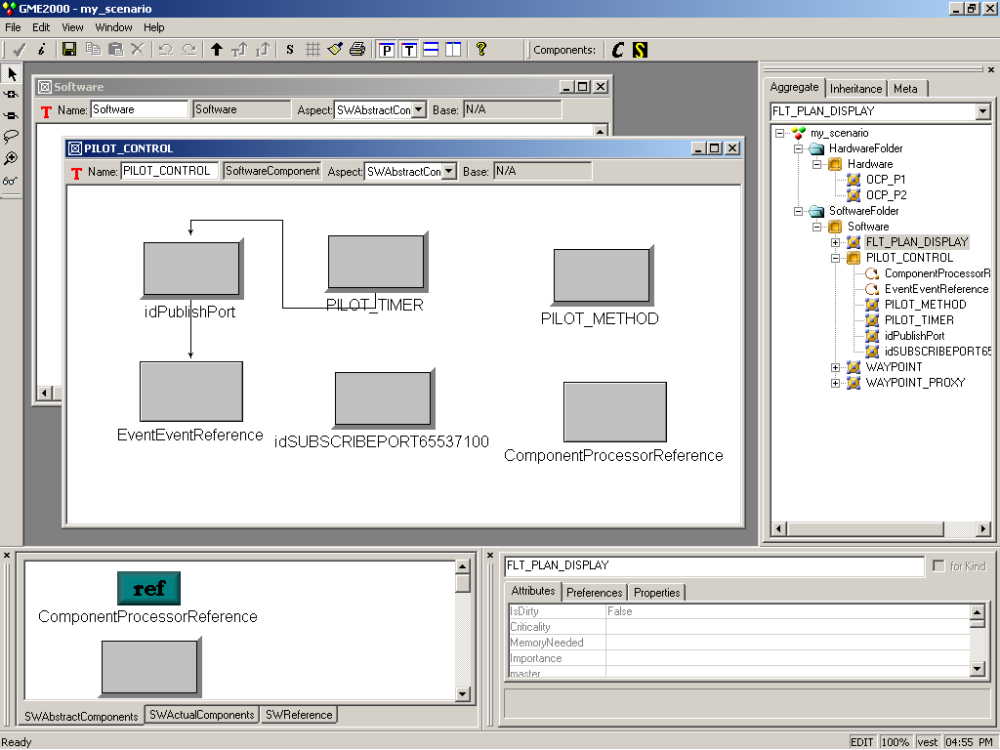 GME2000 - my_scenario
File Edit View Window Help
i S P T ? Components: C S
Software
T Name: Software Software Aspect: SWAbstractCon Base: N/A
PILOT_CONTROL
T Name: PILOT_CONTROL SoftwareComponent Aspect: SWAbstractCon Base: N/A
idPublishPort
PILOT_TIMER
PILOT_METHOD
EventEventReference
idSUBSCRIBEPORT65537100
ComponentProcessorReference
Aggregate Inheritance Meta
FLT_PLAN_DISPLAY
my_scenario
HardwareFolder
Hardware
OCP_P1
OCP_P2
SoftwareFolder
Software
FLT_PLAN_DISPLAY
PILOT_CONTROL
ComponentProcessorR
EventEventReference
PILOT_METHOD
PILOT_TIMER
idPublishPort
idSUBSCRIBEPORT65
WAYPOINT
WAYPOINT_PROXY
ref
ComponentProcessorReference
SWAbstractComponents SWActualComponents SWReference
FLT_PLAN_DISPLAY for Kind
Attributes Preferences Properties
IsDirty False
Criticality
MemoryNeeded
Importance
master
Ready EDIT 100% vest 04:55 PM